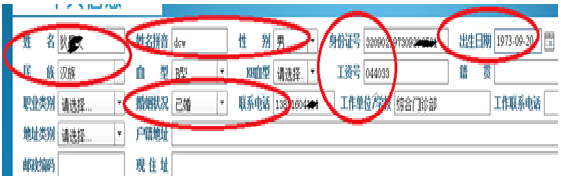 姓 名 狄 姓名拼音 dcw 性 别 男 身份证号 出生日期 1973-09-20
民 族 汉族 血 型 B型 RH血型 请选择 工资号 044033 籍 贯
职业类别 请选择... 婚姻状况 已婚 联系电话 工作单位/学校 综合门诊部 工作联系电话
地址类别 请选择... 户籍地址
邮政编码 现 住 址